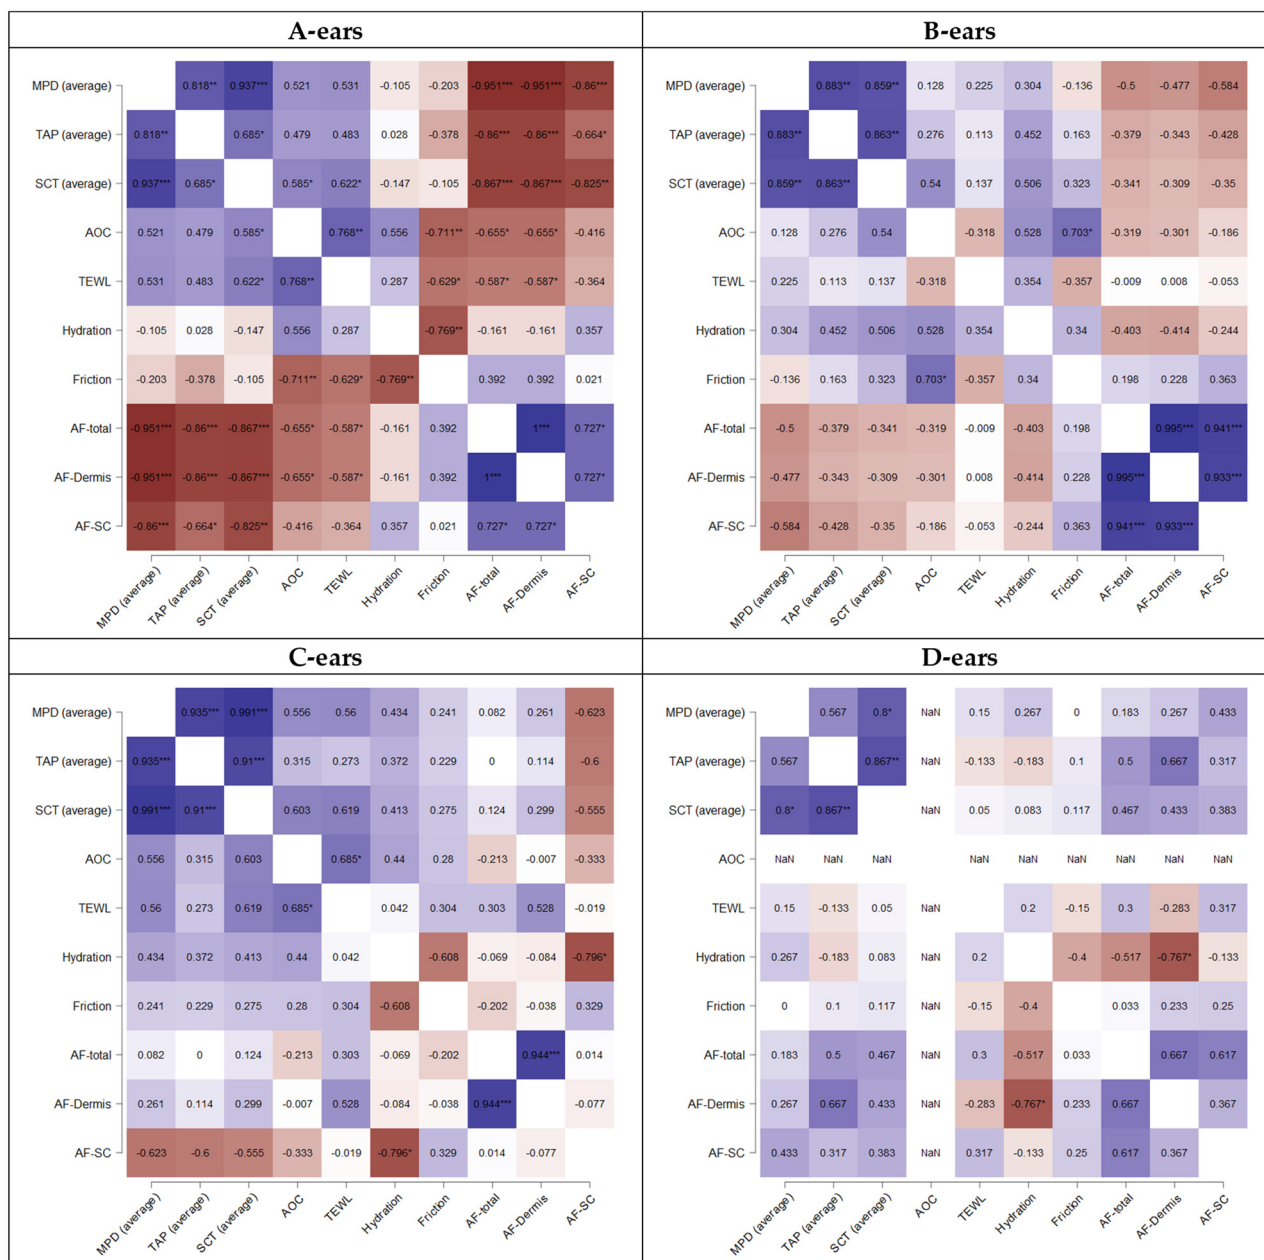 A-ears
MPD (average) 0.818** 0.937*** 0.521 0.531 -0.105 -0.203 -0.951*** -0.951*** -0.86***
TAP (average) 0.818** 0.685* 0.479 0.483 0.028 -0.378 -0.86*** -0.86*** -0.664*
SCT (average) 0.937*** 0.685* 0.585* 0.622* -0.147 -0.105 -0.867*** -0.867*** -0.825**
AOC 0.521 0.479 0.585* 0.768** 0.556 -0.711** -0.655* -0.655* -0.416
TEWL 0.531 0.483 0.622* 0.768** 0.287 -0.629* -0.587* -0.587* -0.364
Hydration -0.105 0.028 -0.147 0.556 0.287 -0.769** -0.161 -0.161 0.357
Friction -0.203 -0.378 -0.105 -0.711** -0.629* -0.769** 0.392 0.392 0.021
AF-total -0.951*** -0.86*** -0.867*** -0.655* -0.587* -0.161 0.392 1*** 0.727*
AF-Dermis -0.951*** -0.86*** -0.867*** -0.655* -0.587* -0.161 0.392 1*** 0.727*
AF-SC -0.86*** -0.664* -0.825** -0.416 -0.364 0.357 0.021 0.727* 0.727*
MPD (average) TAP (average) SCT (average) AOC TEWL Hydration Friction AF-total AF-Dermis AF-SC
B-ears
MPD (average) 0.883** 0.859** 0.128 0.225 0.304 -0.136 -0.5 -0.477 -0.584
TAP (average) 0.883** 0.863** 0.276 0.113 0.452 0.163 -0.379 -0.343 -0.428
SCT (average) 0.859** 0.863** 0.54 0.137 0.506 0.323 -0.341 -0.309 -0.35
AOC 0.128 0.276 0.54 -0.318 0.528 0.703* -0.319 -0.301 -0.186
TEWL 0.225 0.113 0.137 -0.318 0.354 -0.357 -0.009 0.008 -0.053
Hydration 0.304 0.452 0.506 0.528 0.354 0.34 -0.403 -0.414 -0.244
Friction -0.136 0.163 0.323 0.703* -0.357 0.34 0.198 0.228 0.363
AF-total -0.5 -0.379 -0.341 -0.319 -0.009 -0.403 0.198 0.995*** 0.941***
AF-Dermis -0.477 -0.343 -0.309 -0.301 0.008 -0.414 0.228 0.995*** 0.933***
AF-SC -0.584 -0.428 -0.35 -0.186 -0.053 -0.244 0.363 0.941*** 0.933***
MPD (average) TAP (average) SCT (average) AOC TEWL Hydration Friction AF-total AF-Dermis AF-SC
C-ears
MPD (average) 0.935*** 0.991*** 0.556 0.56 0.434 0.241 0.082 0.261 -0.623
TAP (average) 0.935*** 0.91*** 0.315 0.273 0.372 0.229 0 0.114 -0.6
SCT (average) 0.991*** 0.91*** 0.603 0.619 0.413 0.275 0.124 0.299 -0.555
AOC 0.556 0.315 0.603 0.685* 0.44 0.28 -0.213 -0.007 -0.333
TEWL 0.56 0.273 0.619 0.685* 0.042 0.304 0.303 0.528 -0.019
Hydration 0.434 0.372 0.413 0.44 0.042 -0.608 -0.069 -0.084 -0.796*
Friction 0.241 0.229 0.275 0.28 0.304 -0.608 -0.202 -0.038 0.329
AF-total 0.082 0 0.124 -0.213 0.303 -0.069 -0.202 0.944*** 0.014
AF-Dermis 0.261 0.114 0.299 -0.007 0.528 -0.084 -0.038 0.944*** -0.077
AF-SC -0.623 -0.6 -0.555 -0.333 -0.019 -0.796* 0.329 0.014 -0.077
MPD (average) TAP (average) SCT (average) AOC TEWL Hydration Friction AF-total AF-Dermis AF-SC
D-ears
MPD (average) 0.567 0.8* NaN 0.15 0.267 0 0.183 0.267 0.433
TAP (average) 0.567 0.867** NaN -0.133 -0.183 0.1 0.5 0.667 0.317
SCT (average) 0.8* 0.867** NaN 0.05 0.083 0.117 0.467 0.433 0.383
AOC NaN NaN NaN NaN NaN NaN NaN NaN NaN
TEWL 0.15 -0.133 0.05 NaN 0.2 -0.15 0.3 -0.283 0.317
Hydration 0.267 -0.183 0.083 NaN 0.2 -0.4 -0.517 -0.767* -0.133
Friction 0 0.1 0.117 NaN -0.15 -0.4 0.033 0.233 0.25
AF-total 0.183 0.5 0.467 NaN 0.3 -0.517 0.033 0.667 0.617
AF-Dermis 0.267 0.667 0.433 NaN -0.283 -0.767* 0.233 0.667 0.367
AF-SC 0.433 0.317 0.383 NaN 0.317 -0.133 0.25 0.617 0.367
MPD (average) TAP (average) SCT (average) AOC TEWL Hydration Friction AF-total AF-Dermis AF-SC